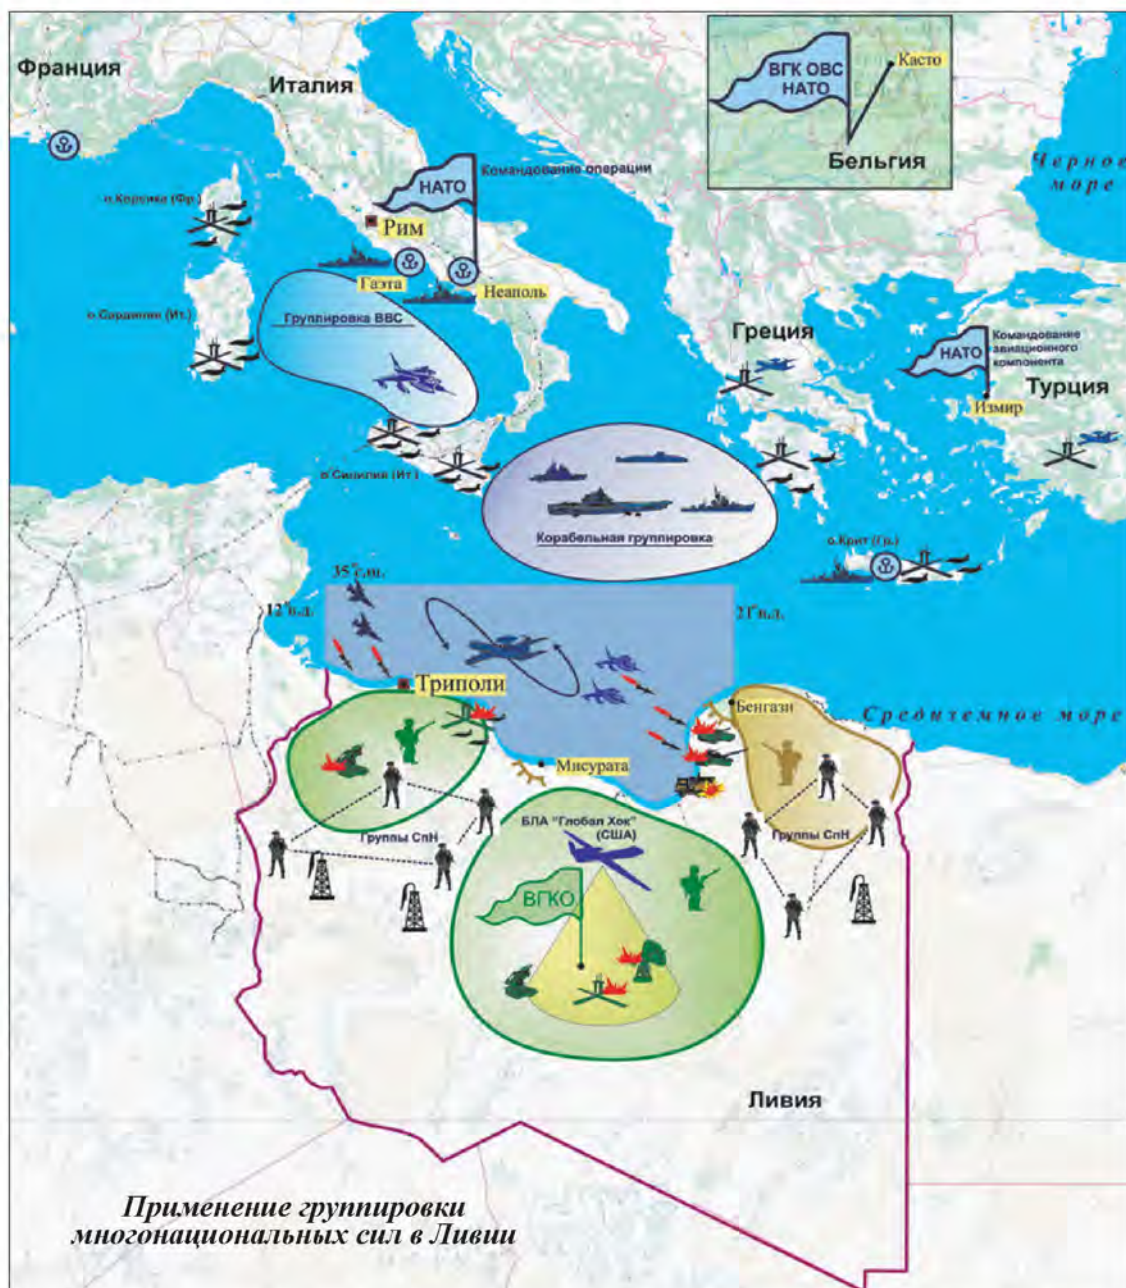 Франция
Италия
ВГК ОВС
НАТО
Касто
Бельгия
Черное
море
НАТО
Командование операции
о.Корсика (Фр.)
Рим
Гаэта
Неаполь
о.Сардиния (Ит.)
Группировка ВВС
Греция
НАТО
Командование
авиационного
компонента
Турция
Измир
о.Сицилия (Ит.)
Корабельная группировка
о.Крит (Гр.)
35°с.ш.
12°в.д.
21°в.д.
Триполи
Бенгази
Средиземное море
Мисурата
Группы СпН
БЛА "Глобал Хок"
(США)
Группы СпН
ВГКО
Ливия
Применение группировки
многонациональных сил в Ливии